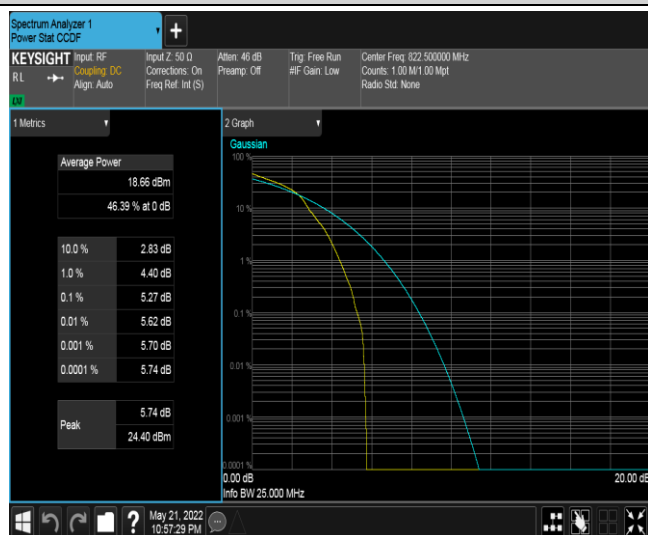 Spectrum Analyzer 1
Power Stat CCDF
+
KEYSIGHT
RL
LXI
Input: RF
Coupling: DC
Align: Auto
Input Z: 50 Ω
Corrections: On
Freq Ref: Int (S)
Atten: 46 dB
Preamp: Off
Trig: Free Run
#IF Gain: Low
Center Freq: 822.500000 MHz
Counts: 1.00 M/1.00 Mpt
Radio Std: None
1 Metrics
Average Power
18.66 dBm
46.39 % at 0 dB
10.0 % 2.83 dB
1.0 % 4.40 dB
0.1 % 5.27 dB
0.01 % 5.62 dB
0.001 % 5.70 dB
0.0001 % 5.74 dB
Peak
5.74 dB
24.40 dBm
2 Graph
Gaussian
100 %
10 %
1 %
0.1 %
0.01 %
0.001 %
0.0001 %
0.00 dB 20.00 dB
Info BW 25.000 MHz
?
May 21, 2022
10:57:29 PM